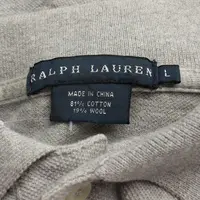 RALPH LAUREN L
MADE IN CHINA
81% COTTON
19% WOOL